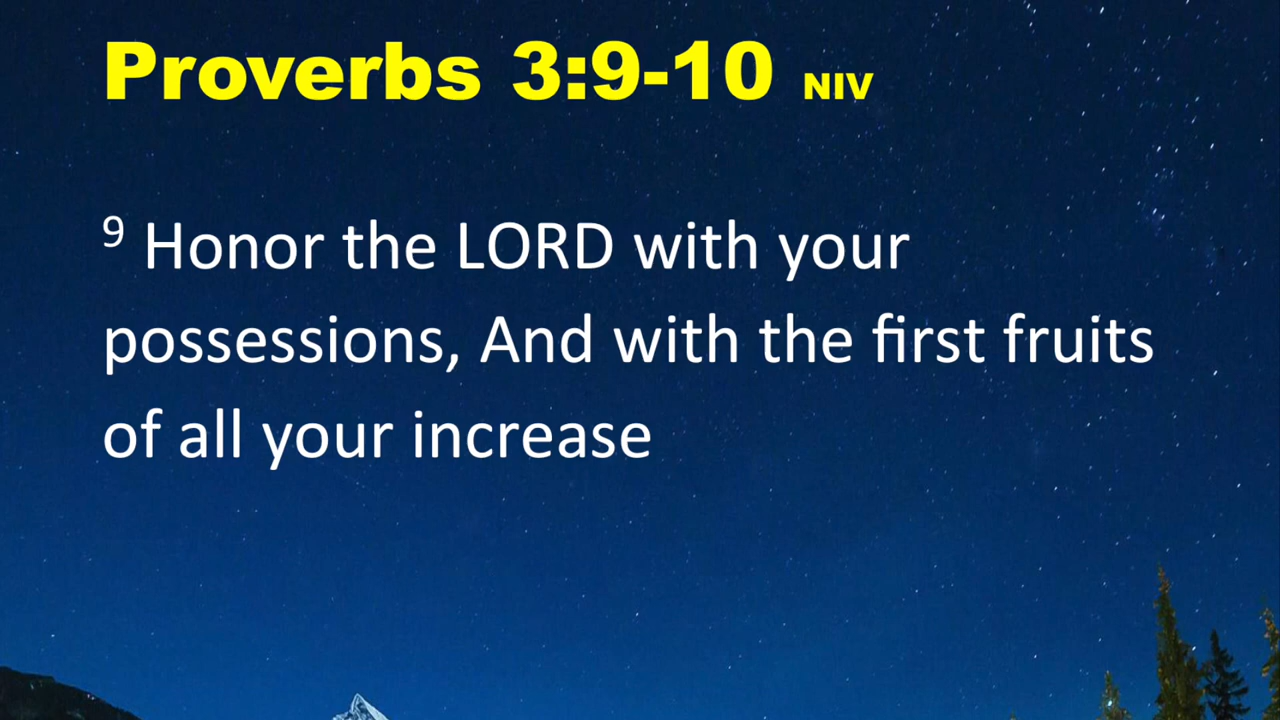 Proverbs 3:9-10 NIV
9 Honor the LORD with your
possessions, And with the first fruits
of all your increase